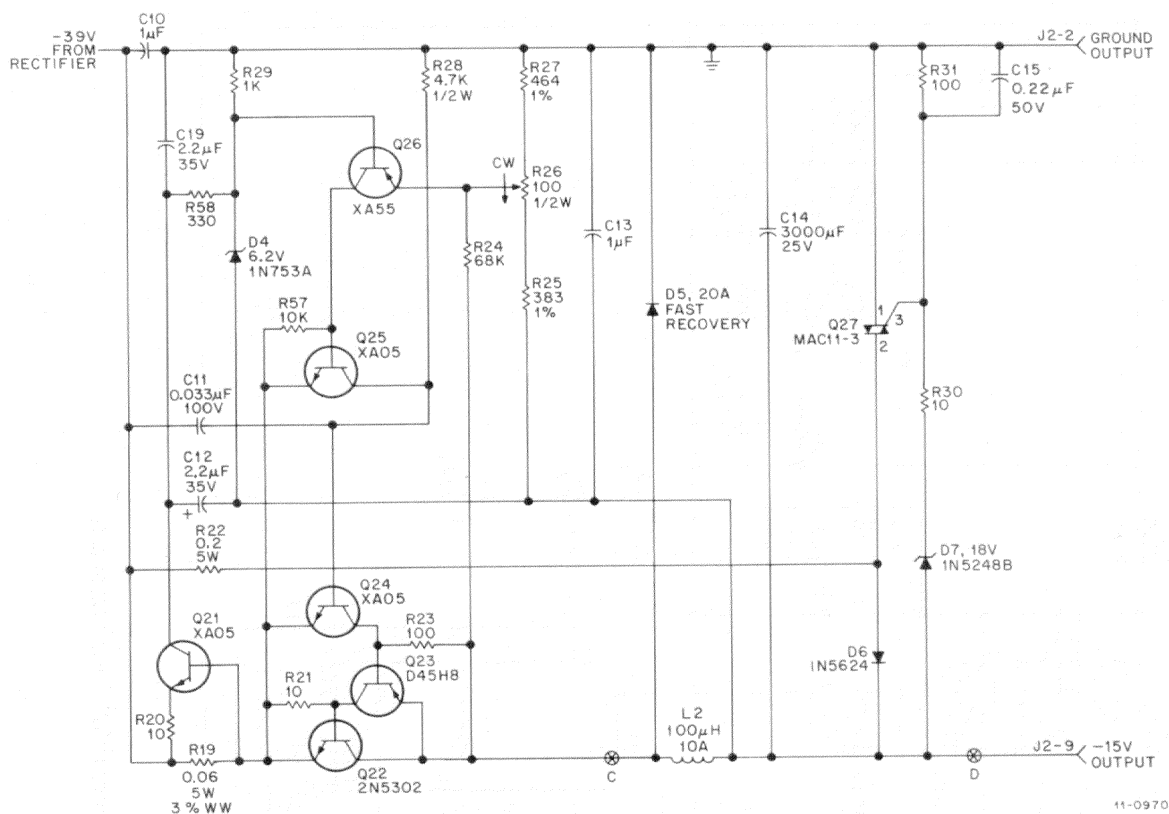 -39V
FROM
RECTIFIER
C10
1µF
R29
1K
C19
2.2µF
35V
R58
330
D4
6.2V
1N753A
Q26
XA55
R28
4.7K
1/2W
R27
464
1%
CW
R26
100
1/2W
R24
68K
R25
383
1%
C13
1µF
D5, 20A
FAST
RECOVERY
C14
3000µF
25V
J2-2
GROUND
OUTPUT
R31
100
C15
0.22µF
50V
1
3
2
Q27
MAC11-3
R30
10
R57
10K
Q25
XA05
C11
0.033µF
100V
C12
2.2µF
35V
+
R22
0.2
5W
Q24
XA05
R23
100
Q23
D45H8
Q21
XA05
R21
10
R20
10
R19
0.06
5W
3% WW
Q22
2N5302
C
L2
100µH
10A
D6
1N5624
D7, 18V
1N5248B
D
J2-9
-15V
OUTPUT
11-0970